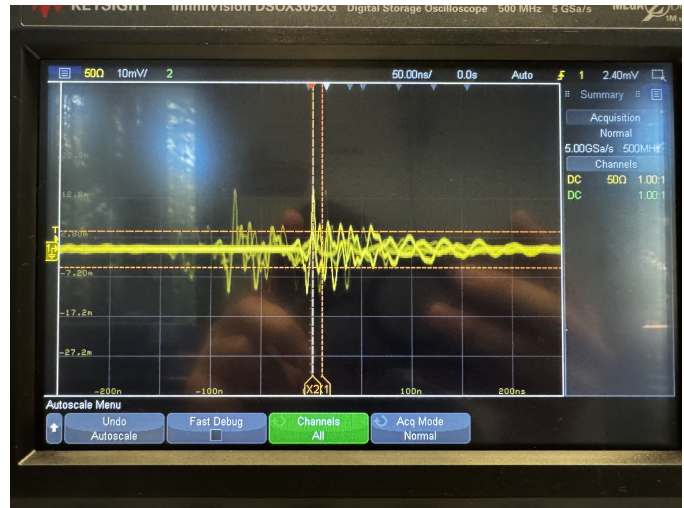 KEYSIGHT InfiniiVision DSOX3052G Digital Storage Oscilloscope 500 MHz 5 GSa/s
50Ω 10mV/ 2 50.00ns/ 0.0s Auto 1 2.40mV
Summary
Acquisition
Normal
5.00GSa/s 500MHz
Channels
DC 50Ω 1.00:1
DC 1.00:1
12.8m
2.80m
-7.20m
-17.2m
-27.2m
-200n -100n X2 X1 100n 200ns
Autoscale Menu
Undo
Autoscale
Fast Debug
Channels
All
Acq Mode
Normal